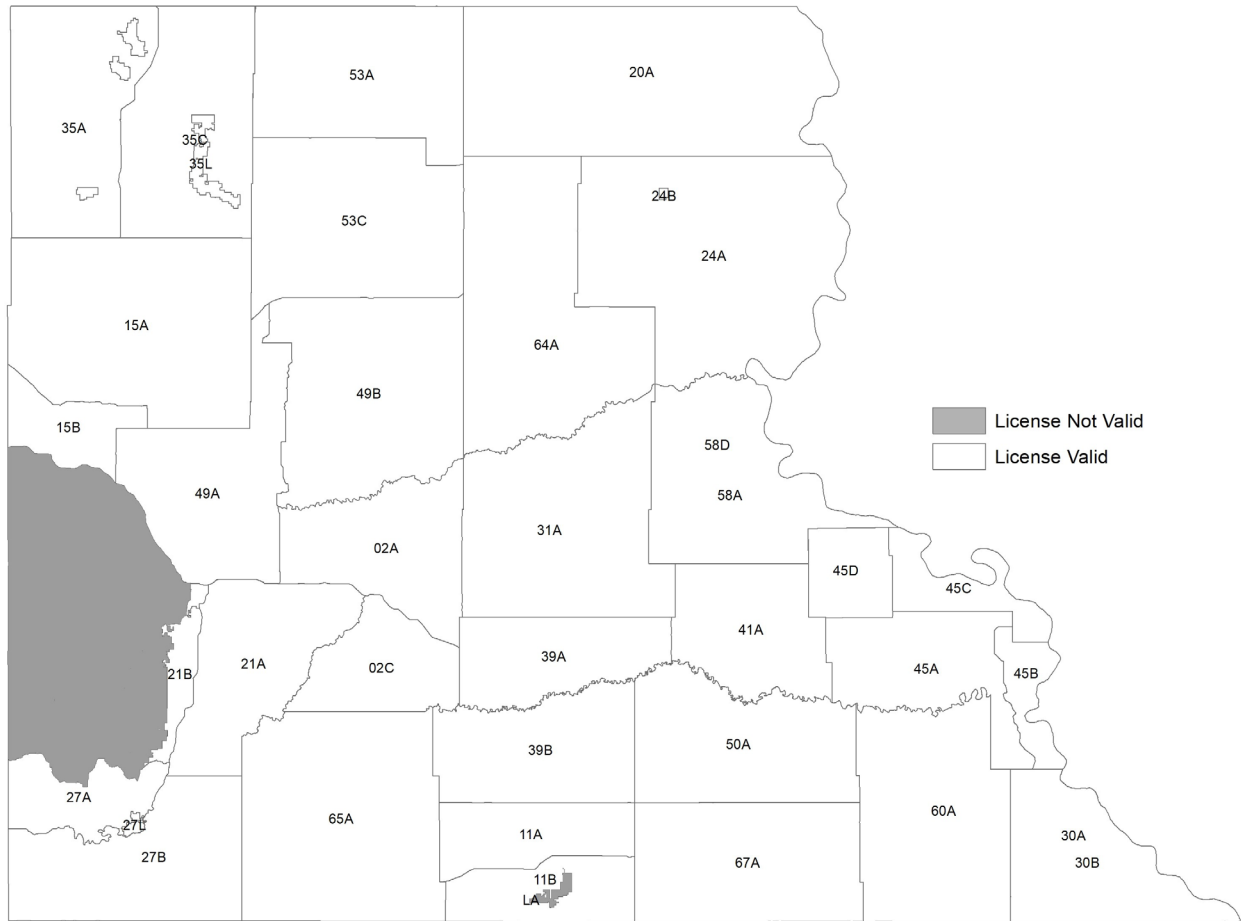 53A
20A
35A
35C
35L
24B
53C
24A
15A
64A
49B
15B
License Not Valid
58D
License Valid
49A
58A
31A
02A
45D
45C
41A
39A
21A
02C
45A
21B
45B
50A
39B
27A
60A
65A
27L
11A
30A
27B
67A
30B
11B
LA